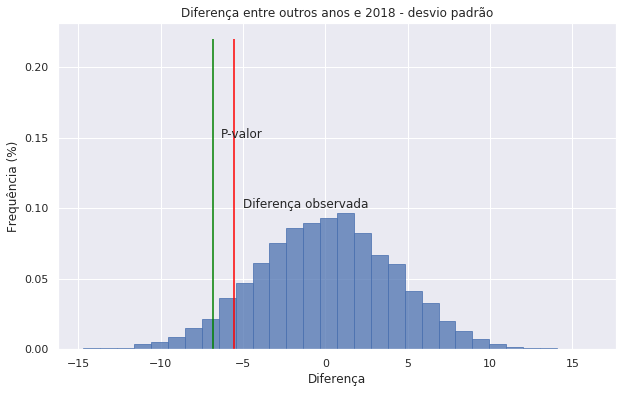 Diferença entre outros anos e 2018 - desvio padrão
Frequência (%)
0.20
0.15
0.10
0.05
0.00
P-valor
Diferença observada
−15
−10
−5
0
5
10
15
Diferença